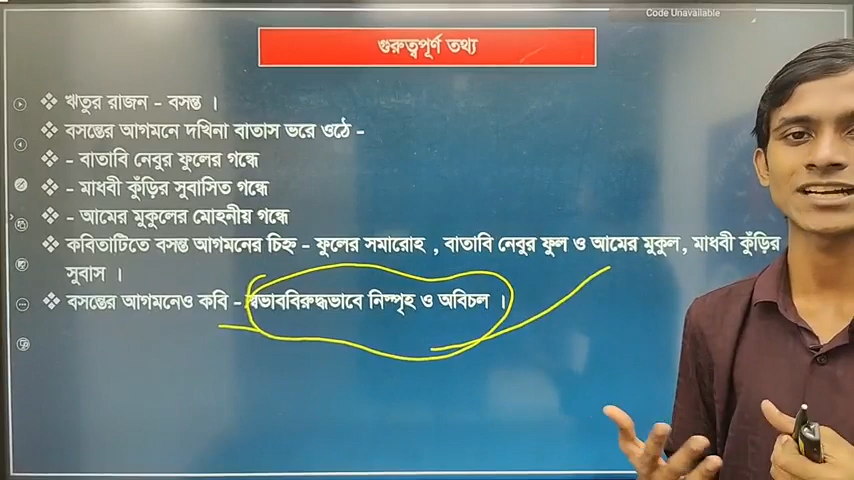 Code Unavailable
গুরুত্বপূর্ণ তথ্য
❖ ঋতুর রাজন – বসন্ত ।
❖ বসন্তের আগমনে দখিনা বাতাস ভরে ওঠে –
❖ – বাতাবি নেবুর ফুলের গন্ধে
❖ – মাধবী কুঁড়ির সুবাসিত গন্ধে
❖ – আমের মুকুলের মোহনীয় গন্ধে
❖ কবিতাটিতে বসন্ত আগমনের চিহ্ন – ফুলের সমারোহ , বাতাবি নেবুর ফুল ও আমের মুকুল, মাধবী কুঁড়ির
সুবাস ।
❖ বসন্তের আগমনেও কবি – স্বভাববিরুদ্ধভাবে নিস্পৃহ ও অবিচল ।